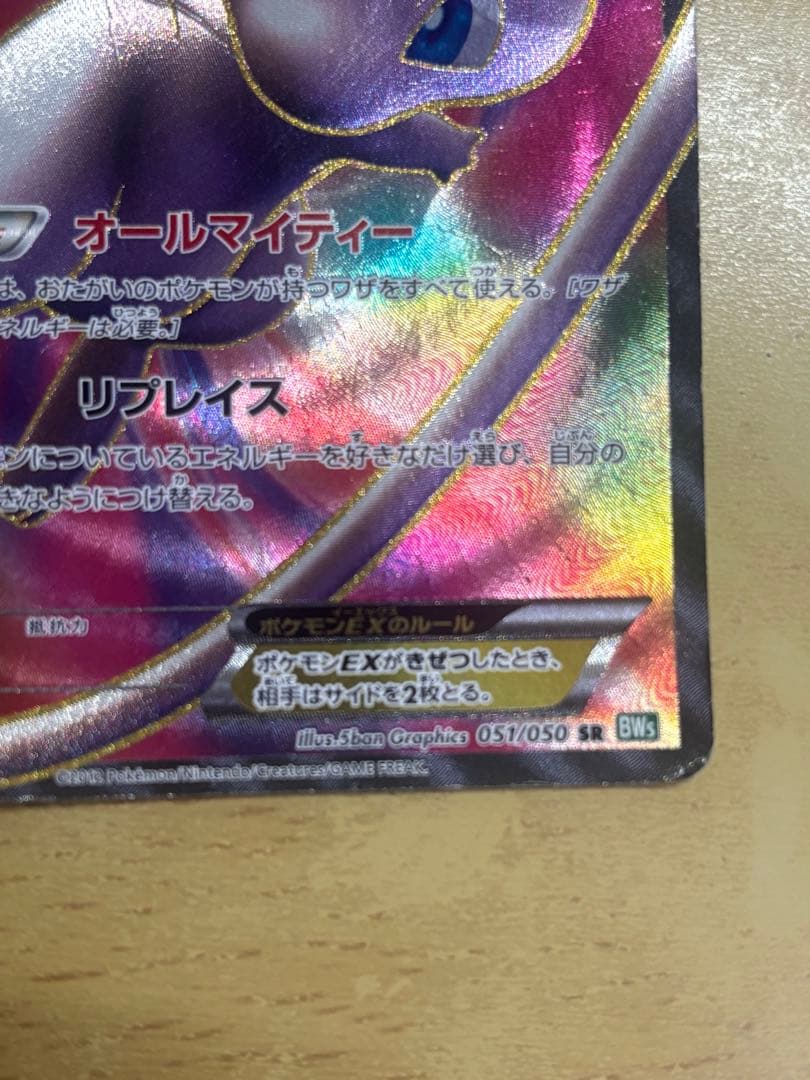 オールマイティー
は、おたがいのポケモンが持つワザをすべて使える。[ワザ
エネルギーは必要。]
リプレイス
モンについているエネルギーを好きなだけ選び、自分の
きなようにつけ替える。
抵抗力
ポケモンEXのルール
ポケモンEXがきぜつしたとき、
相手はサイドを2枚とる。
illus.5ban Graphics 051/050 SR BWs
Pokémon/Nintendo/Creatures/GAME FREAK.